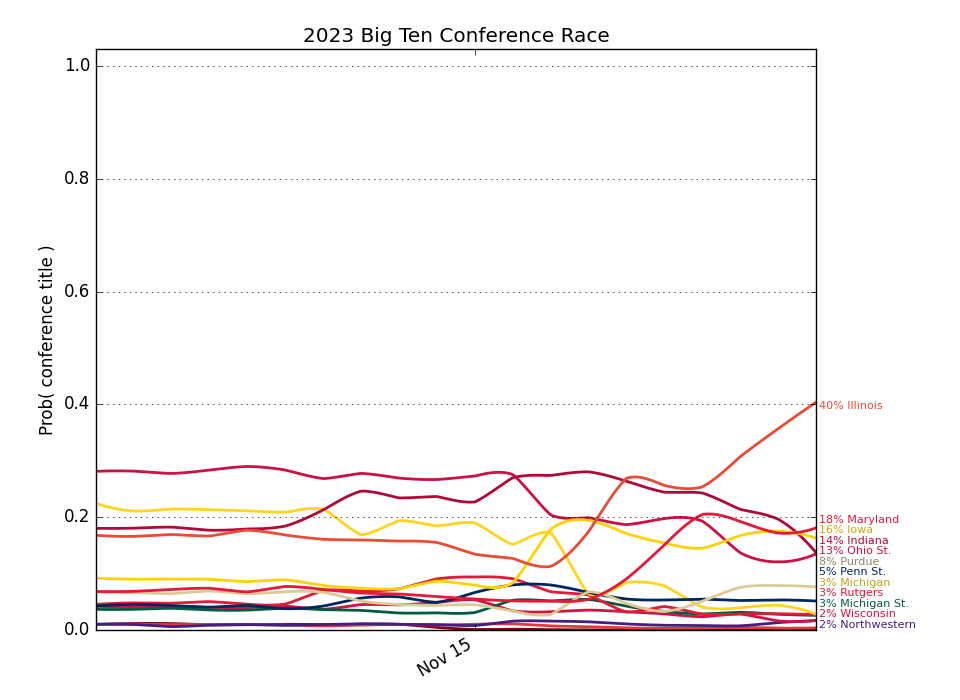 2023 Big Ten Conference Race
1.0
0.8
0.6
0.4
0.2
0.0
Prob( conference title )
Nov 15
40% Illinois
18% Maryland
16% Iowa
14% Indiana
13% Ohio St.
8% Purdue
5% Penn St.
3% Michigan
3% Rutgers
3% Michigan St.
2% Wisconsin
2% Northwestern